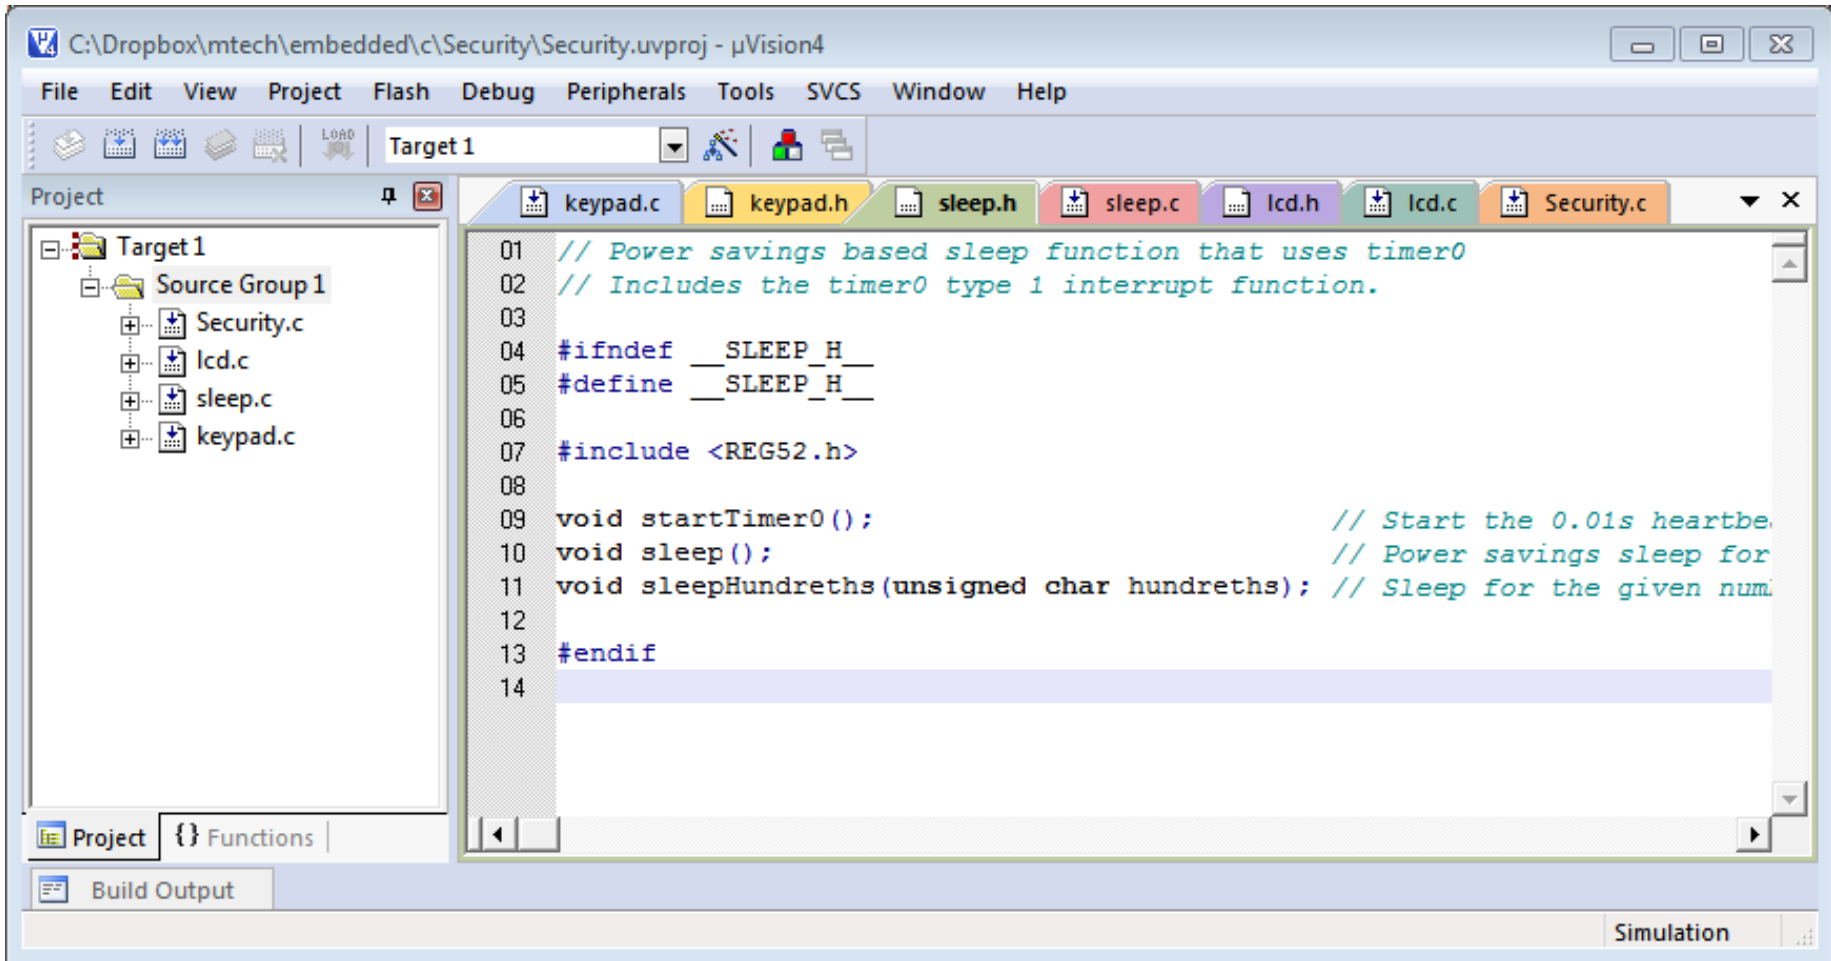 C:\Dropbox\mtech\embedded\c\Security\Security.uvproj - µVision4
File Edit View Project Flash Debug Peripherals Tools SVCS Window Help
LOAD Target 1
Project
keypad.c keypad.h sleep.h sleep.c lcd.h lcd.c Security.c
Target 1
Source Group 1
Security.c
lcd.c
sleep.c
keypad.c
01 // Power savings based sleep function that uses timer0
02 // Includes the timer0 type 1 interrupt function.
03
04 #ifndef __SLEEP_H__
05 #define __SLEEP_H__
06
07 #include <REG52.h>
08
09 void startTimer0(); // Start the 0.01s heartbe
10 void sleep(); // Power savings sleep for
11 void sleepHundreths(unsigned char hundreths); // Sleep for the given num
12
13 #endif
14
Project {} Functions
Build Output
Simulation